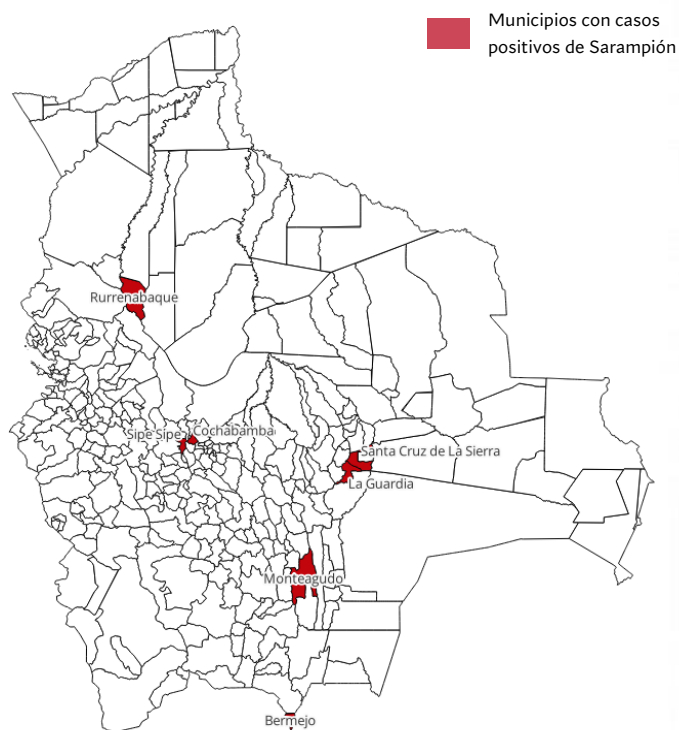 Municipios con casos
positivos de Sarampión
Rurrenabaque
Sipe Sipe
Cochabamba
Santa Cruz de La Sierra
La Guardia
Monteagudo
Bermejo